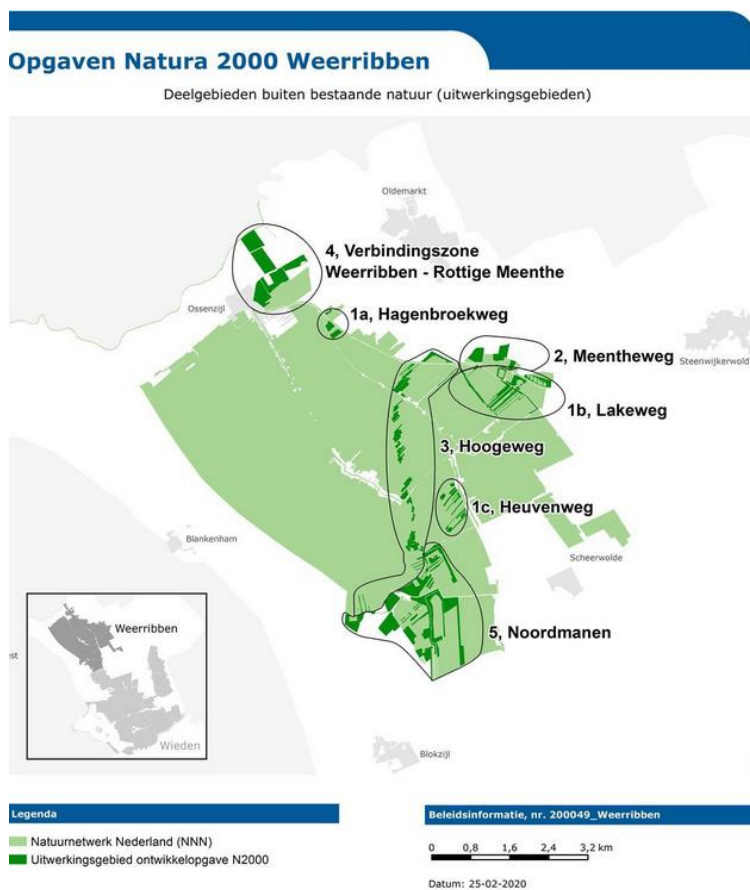 Opgaven Natura 2000 Weerribben
Deelgebieden buiten bestaande natuur (uitwerkingsgebieden)
Oldemarkt
4, Verbindingszone
Weerribben - Rottige Meenthe
Ossenzijl
1a, Hagenbroekweg
2, Meentheweg
Steenwijkerwold
1b, Lakeweg
3, Hoogeweg
1c, Heuvenweg
Blankenham
Scheerwolde
Weerribben
5, Noordmanen
est
Wieden
Blokzijl
Legenda
Natuurnetwerk Nederland (NNN)
Uitwerkingsgebied ontwikkelopgave N2000
Beleidsinformatie, nr. 200049_Weerribben
0 0,8 1,6 2,4 3,2 km
Datum: 25-02-2020